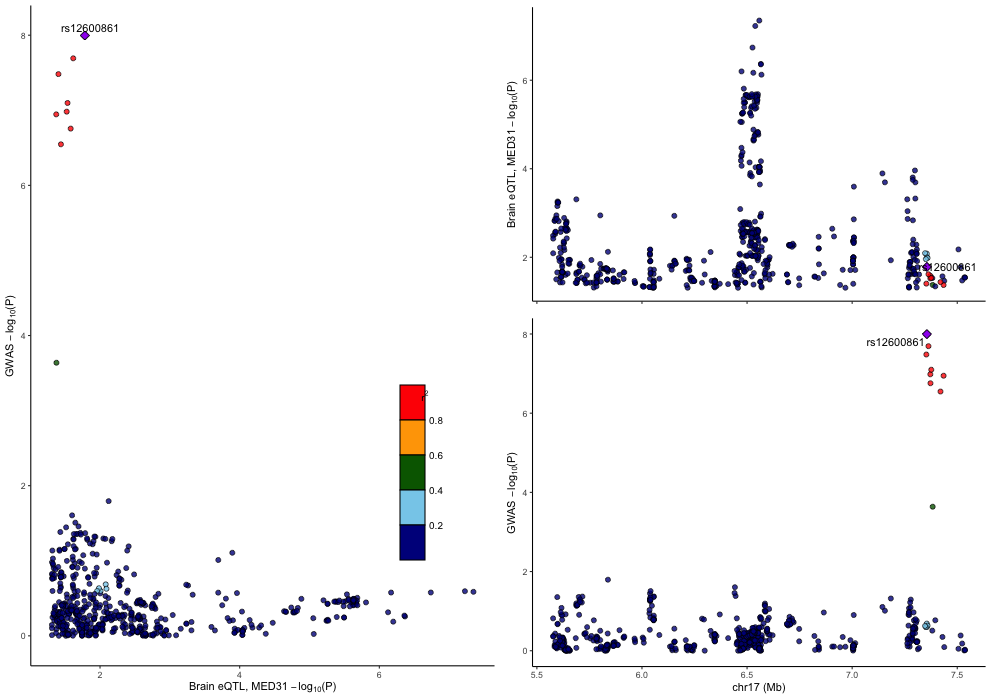 rs12600861
8
6
4
2
0
GWAS −log10(P)
2
4
6
Brain eQTL, MED31 −log10(P)
r2
0.8
0.6
0.4
0.2
6
4
2
Brain eQTL, MED31 −log10(P)
rs12600861
8
6
4
2
0
GWAS −log10(P)
rs12600861
5.5
6.0
6.5
7.0
7.5
chr17 (Mb)